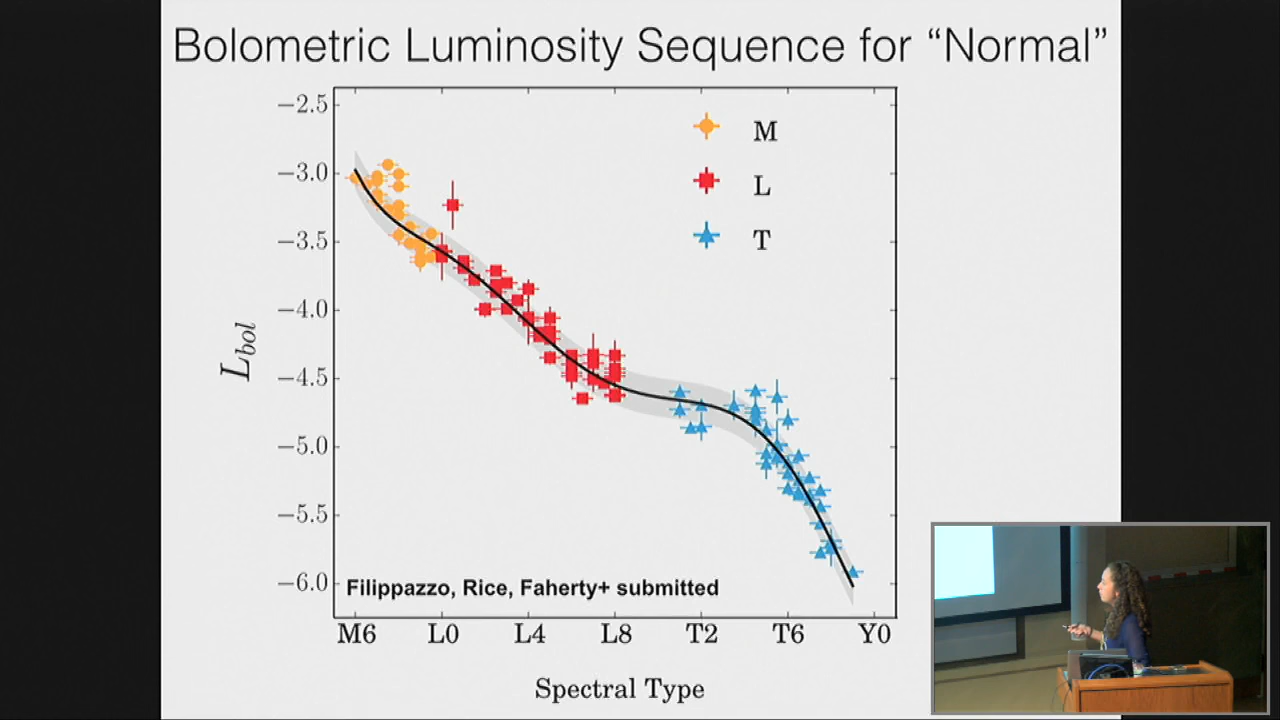 Bolometric Luminosity Sequence for “Normal”
−2.5
−3.0
−3.5
−4.0
−4.5
−5.0
−5.5
−6.0
L_bol
M
L
T
Filippazzo, Rice, Faherty+ submitted
M6 L0 L4 L8 T2 T6 Y0
Spectral Type